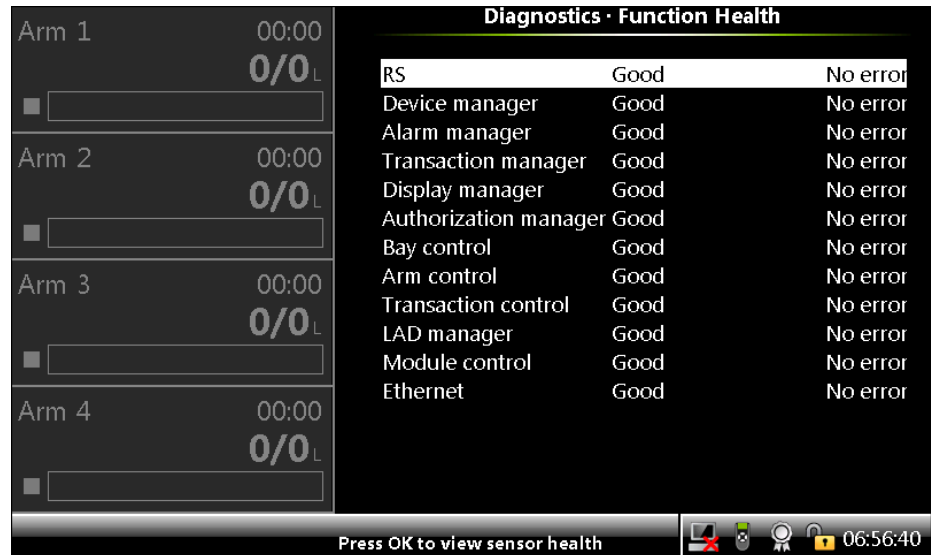 Arm 1 00:00
0/0 L
Arm 2 00:00
0/0 L
Arm 3 00:00
0/0 L
Arm 4 00:00
0/0 L
Diagnostics · Function Health
RS Good No error
Device manager Good No error
Alarm manager Good No error
Transaction manager Good No error
Display manager Good No error
Authorization manager Good No error
Bay control Good No error
Arm control Good No error
Transaction control Good No error
LAD manager Good No error
Module control Good No error
Ethernet Good No error
Press OK to view sensor health
06:56:40